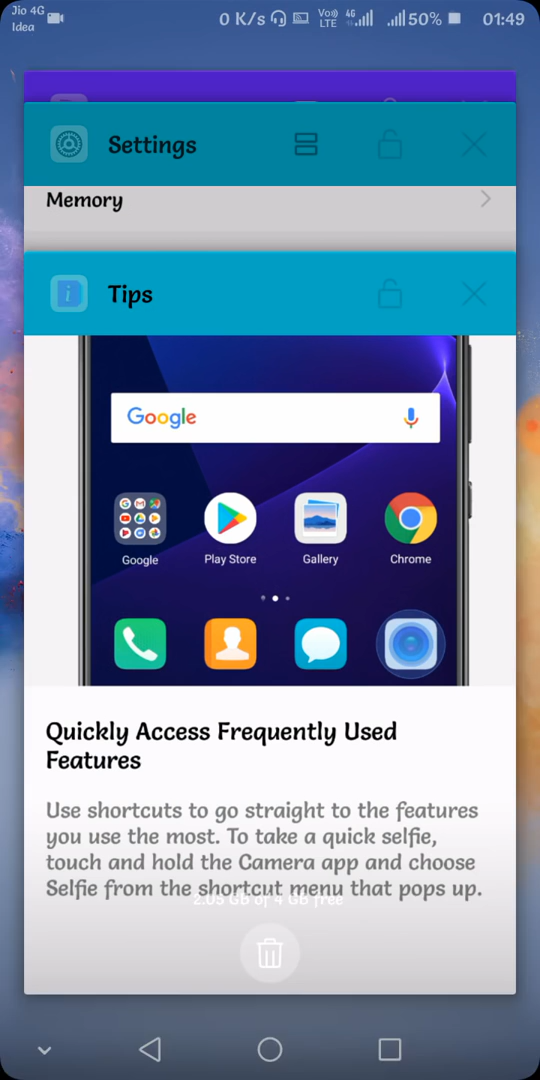 Jio 4G
Idea
0 K/s
Vo))
LTE
4G
50%
01:49
Settings
Memory
Tips
Google
Google
Play Store
Gallery
Chrome
Quickly Access Frequently Used
Features
Use shortcuts to go straight to the features
you use the most. To take a quick selfie,
touch and hold the Camera app and choose
Selfie from the shortcut menu that pops up.
2.05 GB of 4 GB free